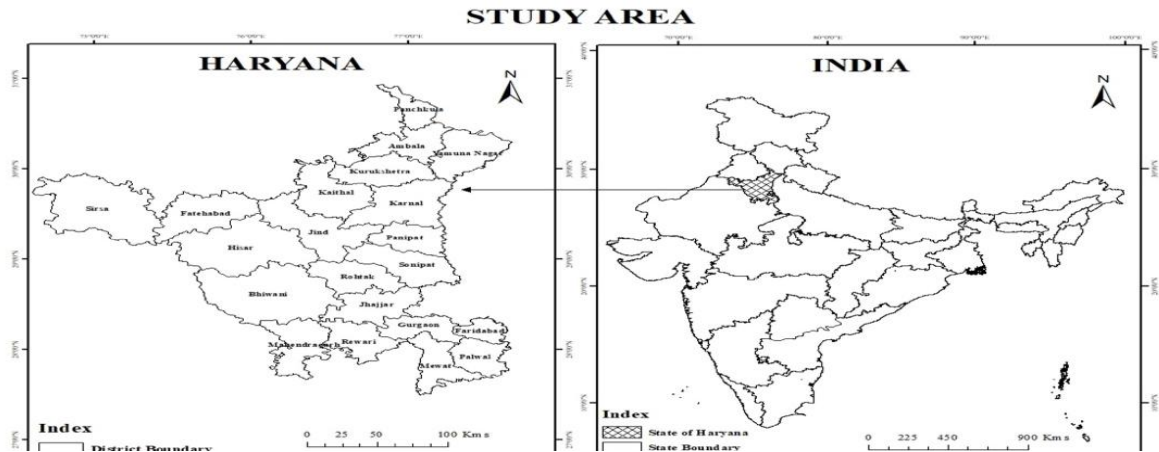 STUDY AREA
HARYANA
N
Panchkula
Ambala
Yamuna Nagar
Kurukshetra
Kaithal
Karnal
Sirsa
Fatehabad
Jind
Panipat
Hisar
Sonipat
Rohtak
Bhiwani
Jhajjar
Gurgaon
Faridabad
Mahendragarh
Rewari
Palwal
Mewat
Index
District Boundary
0 25 50 100 Kms
INDIA
N
Index
State of Haryana
State Boundary
0 225 450 900 Kms